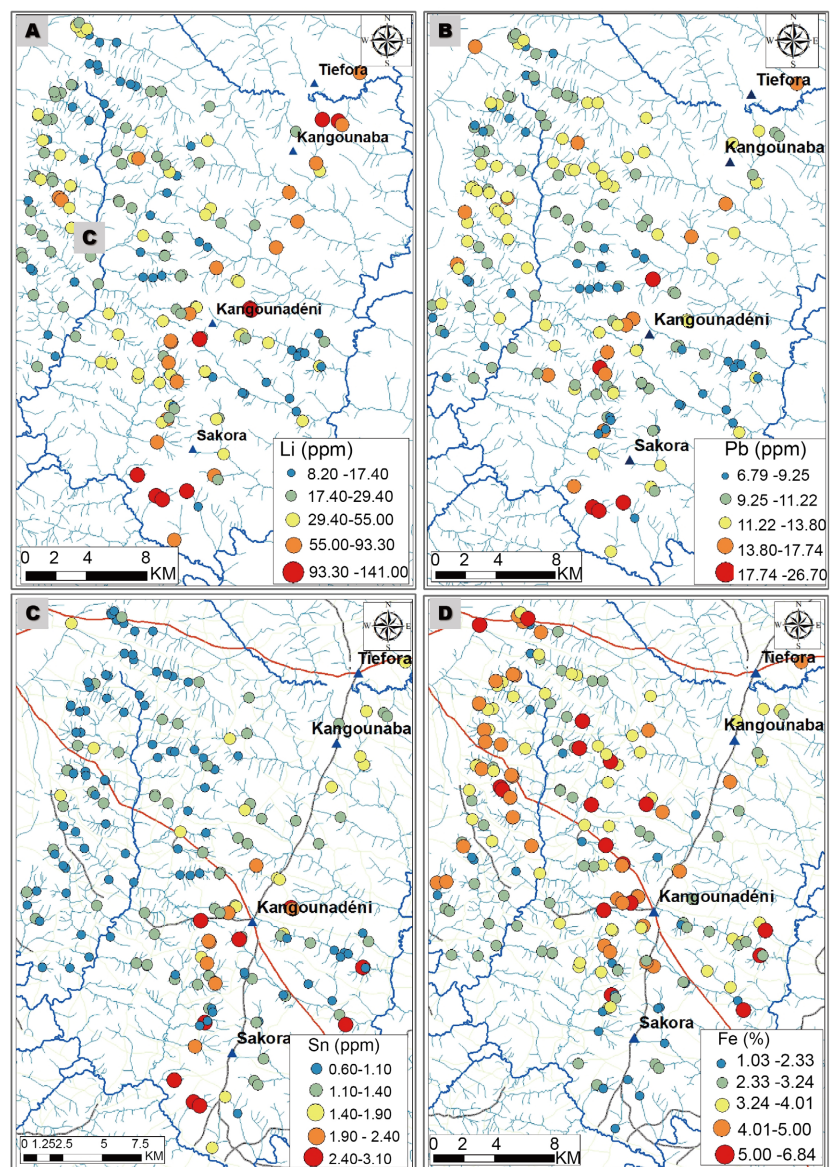 A
N
W E
S
Tiefora
Kangounaba
C
Kangounadéni
Sakora
Li (ppm)
8.20 -17.40
17.40-29.40
29.40-55.00
55.00-93.30
93.30 -141.00
0 2 4 8
KM
B
N
W E
S
Tiefora
Kangounaba
Kangounadéni
Sakora
Pb (ppm)
6.79 -9.25
9.25 -11.22
11.22 -13.80
13.80-17.74
17.74 -26.70
0 2 4 8
KM
C
N
W E
S
Tiefora
Kangounaba
Kangounadéni
Sakora
Sn (ppm)
0.60-1.10
1.10-1.40
1.40-1.90
1.90 - 2.40
2.40-3.10
0 1.252.5 5 7.5
KM
D
N
W E
S
Tiefora
Kangounaba
Kangounadéni
Sakora
Fe (%)
1.03 -2.33
2.33 -3.24
3.24 -4.01
4.01-5.00
5.00 -6.84
0 2 4 8
KM